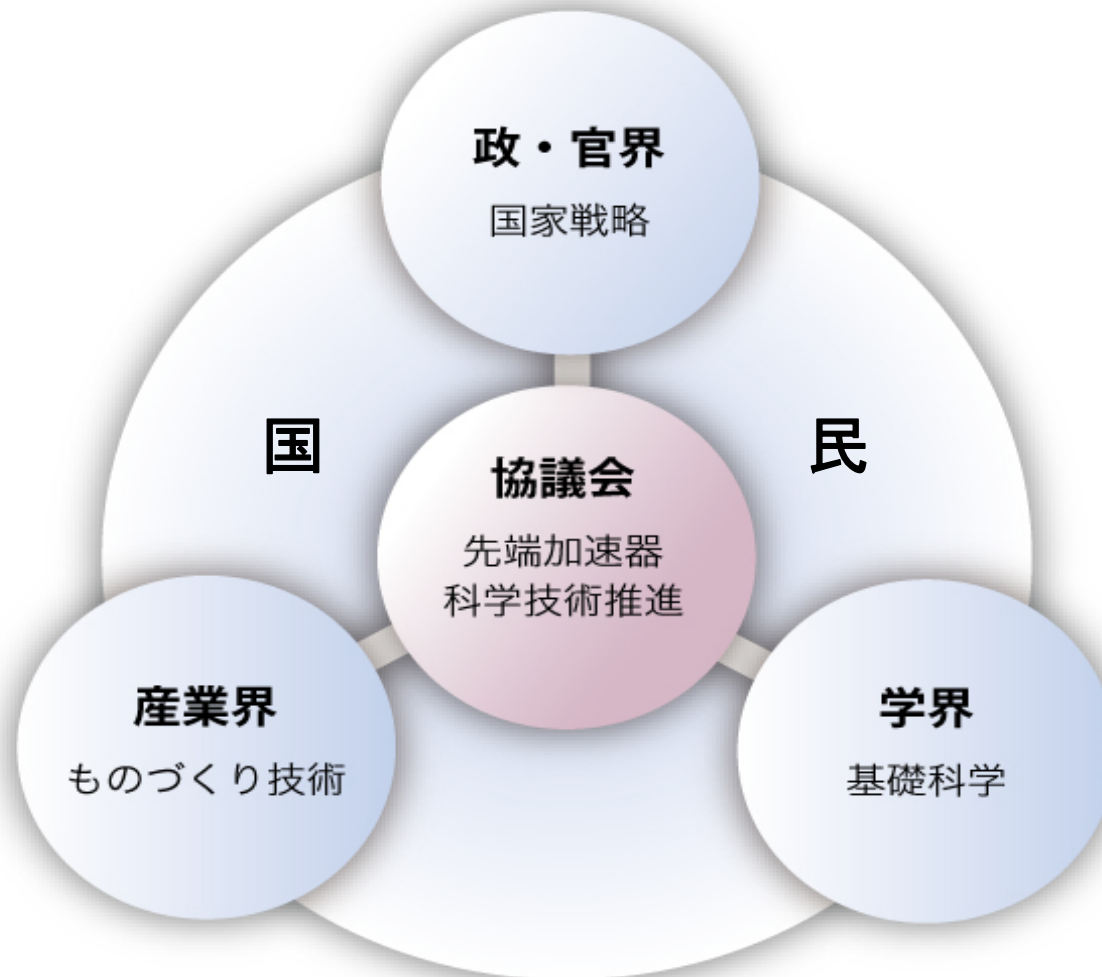 政・官界
国家戦略
国 民
協議会
先端加速器
科学技術推進
産業界
ものづくり技術
学界
基礎科学